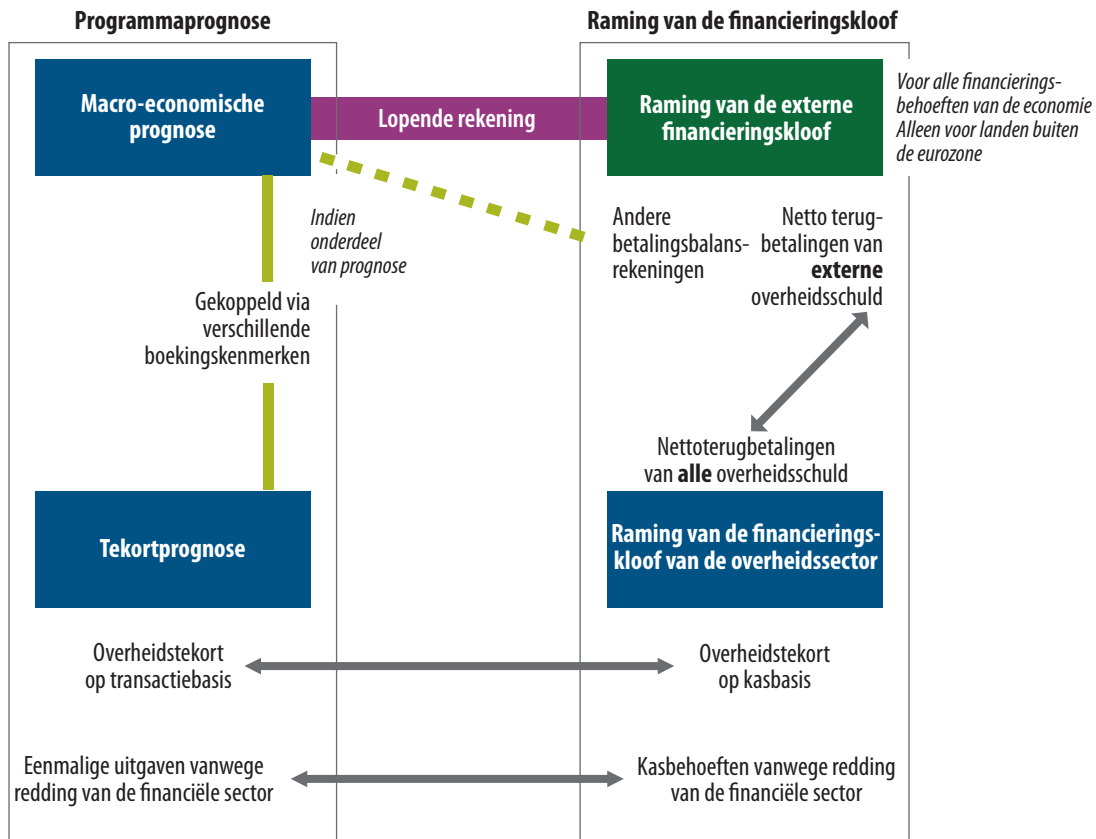 Programmaprognose
Raming van de financieringskloof
Macro-economische
prognose
Lopende rekening
Raming van de externe
financieringskloof
Voor alle financierings-
behoeften van de economie
Alleen voor landen buiten
de eurozone
Indien
onderdeel
van prognose
Andere
betalingsbalans-
rekeningen
Netto terug-
betalingen van
externe
overheidsschuld
Gekoppeld via
verschillende
boekingskenmerken
Nettoterugbetalingen
van alle overheidsschuld
Tekortprognose
Raming van de financierings-
kloof van de overheidssector
Overheidstekort
op transactiebasis
Overheidstekort
op kasbasis
Eenmalige uitgaven vanwege
redding van de financiële sector
Kasbehoeften vanwege redding
van de financiële sector